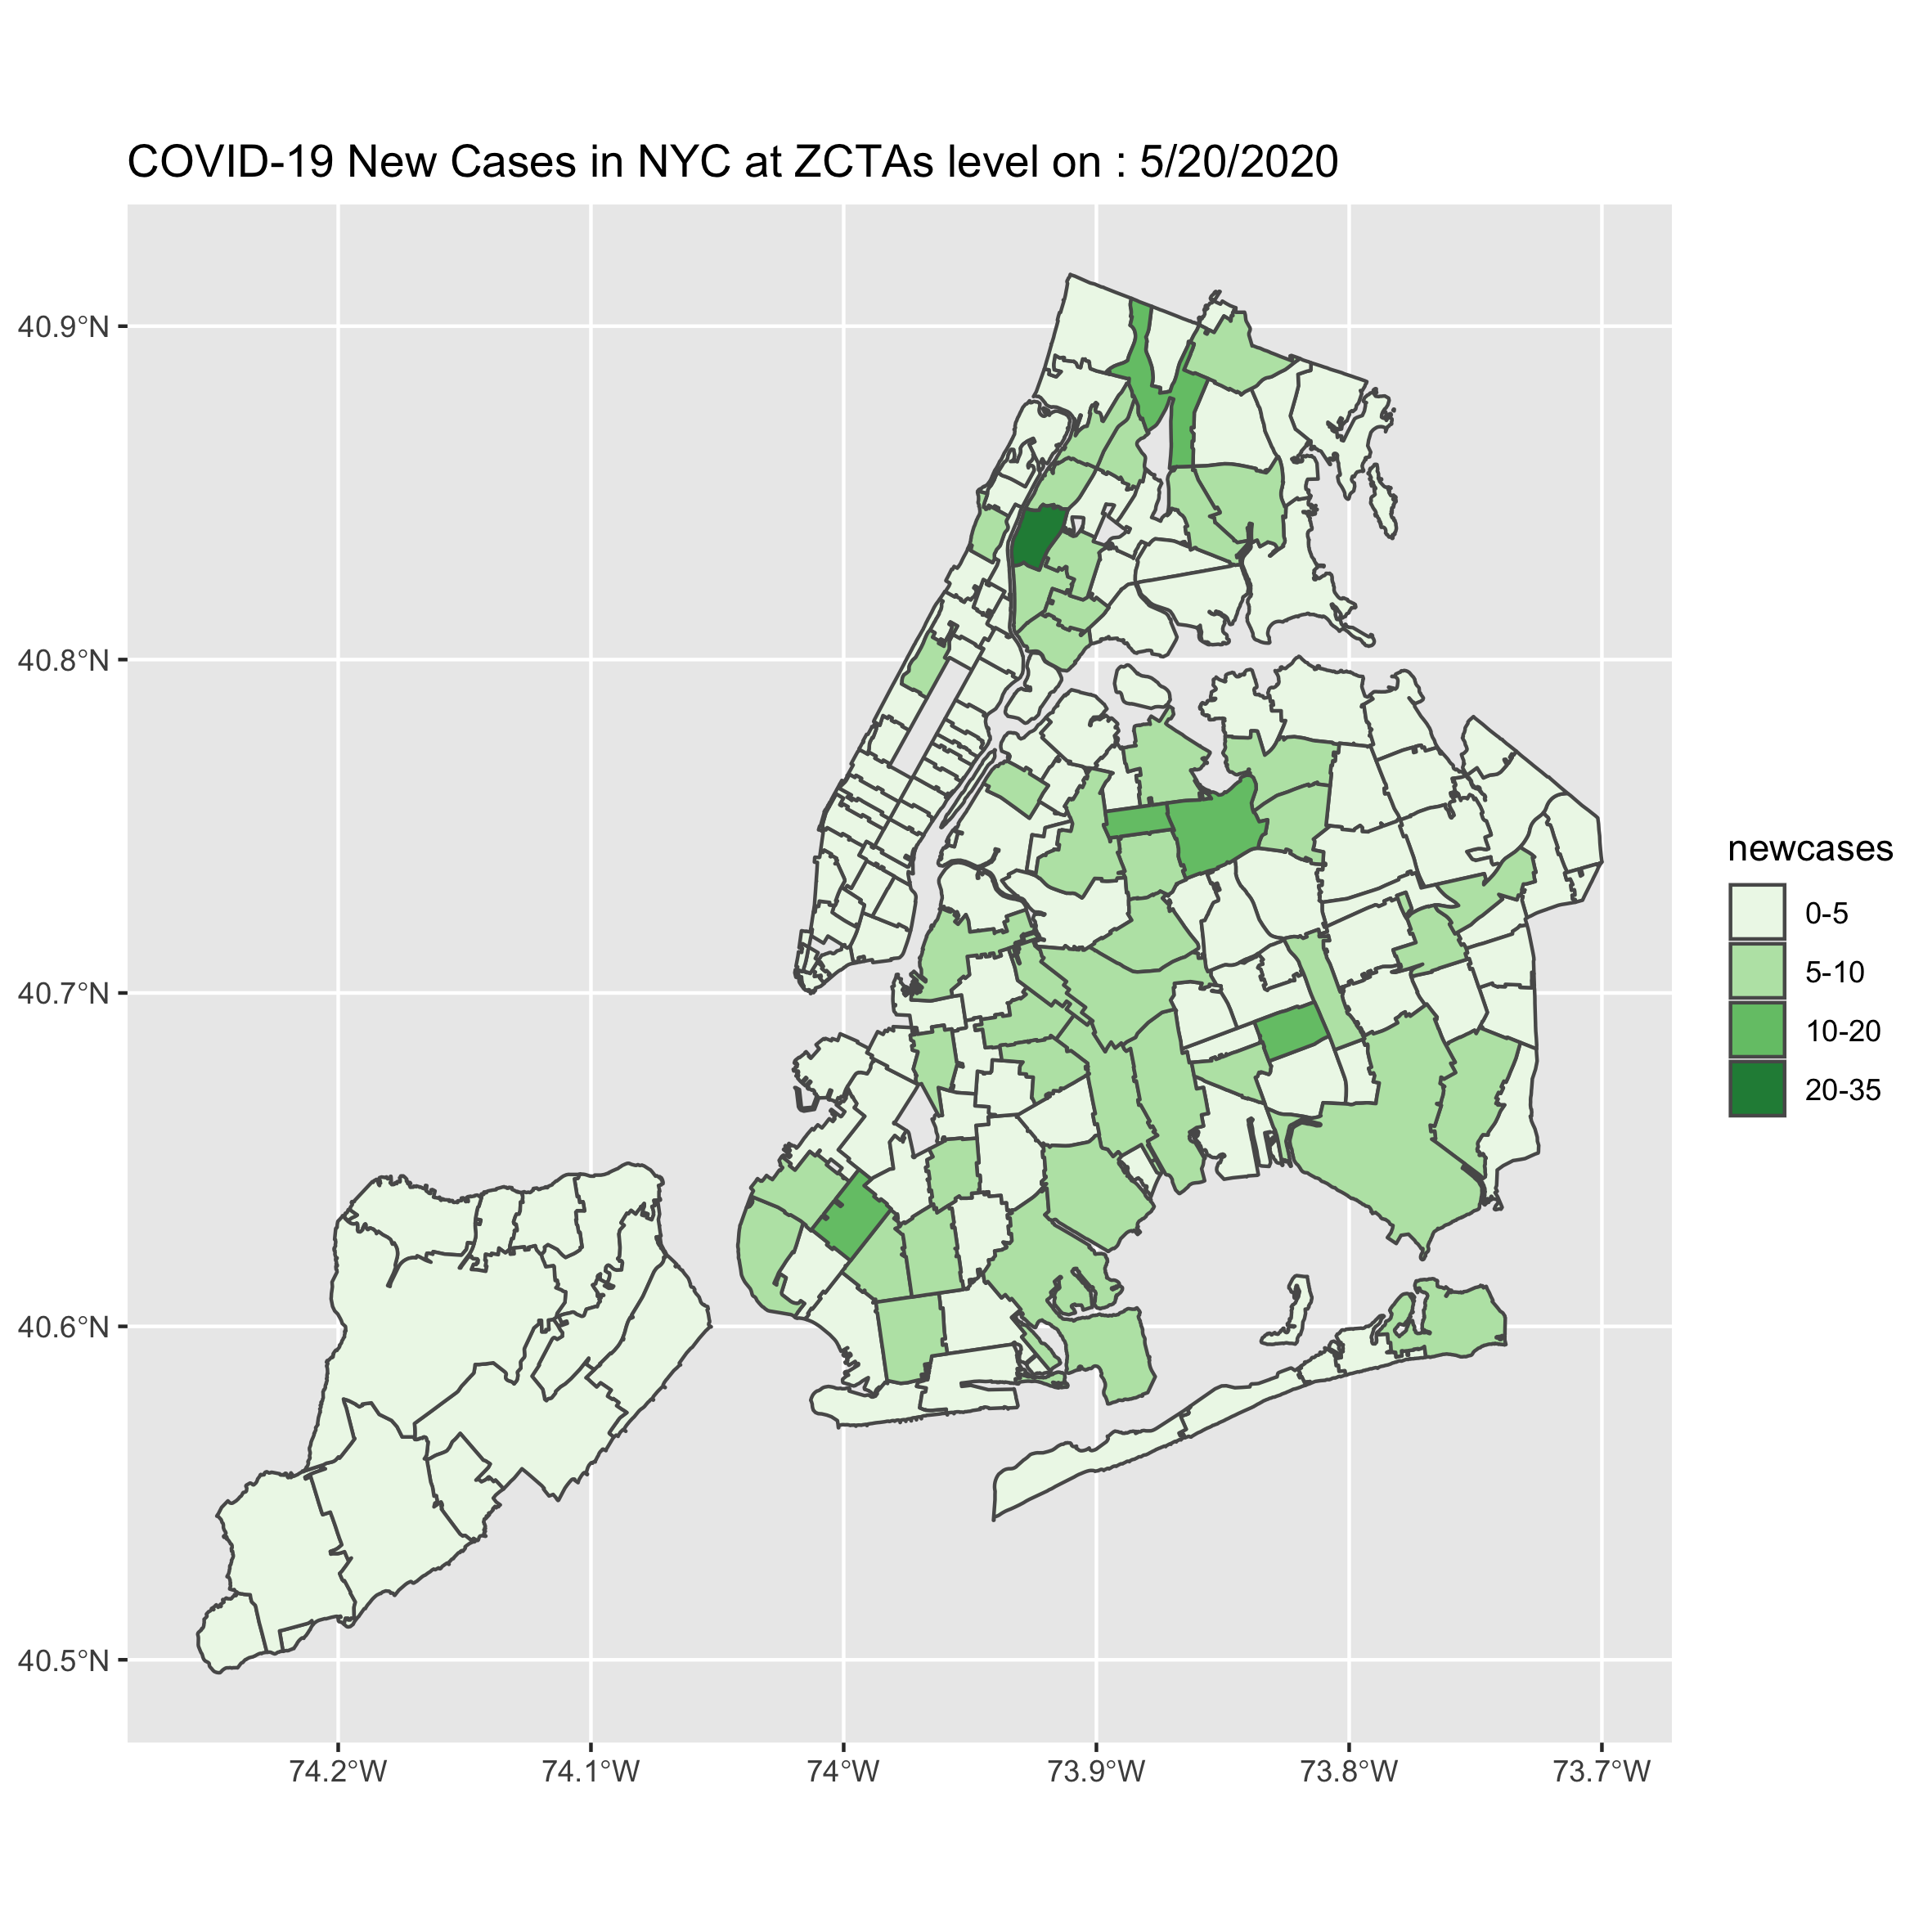 COVID-19 New Cases in NYC at ZCTAs level on : 5/20/2020
40.9°N
40.8°N
40.7°N
40.6°N
40.5°N
74.2°W
74.1°W
74°W
73.9°W
73.8°W
73.7°W
newcases
0-5
5-10
10-20
20-35